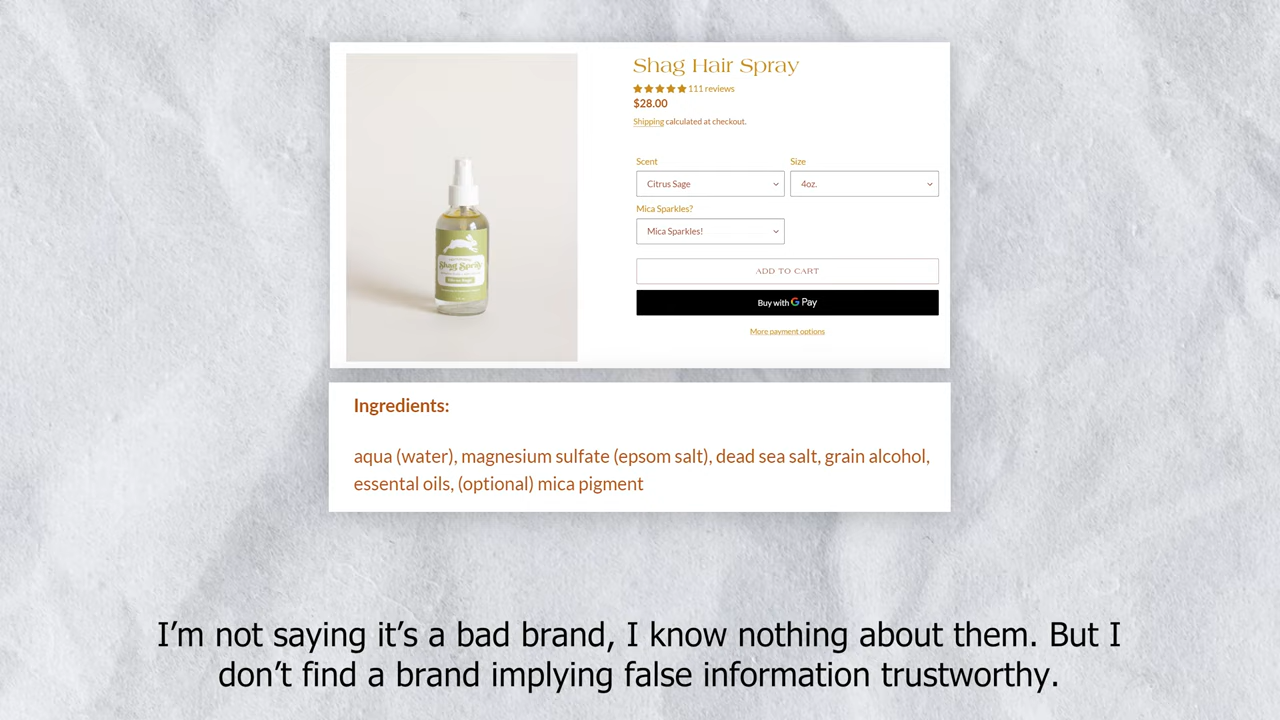 Shag Hair Spray
111 reviews
$28.00
Shipping calculated at checkout.
Scent
Size
Citrus Sage
4oz.
Mica Sparkles?
Mica Sparkles!
ADD TO CART
Buy with G Pay
More payment options
Shag Spray
Ingredients:
aqua (water), magnesium sulfate (epsom salt), dead sea salt, grain alcohol,
essental oils, (optional) mica pigment
I'm not saying it's a bad brand, I know nothing about them. But I
don't find a brand implying false information trustworthy.